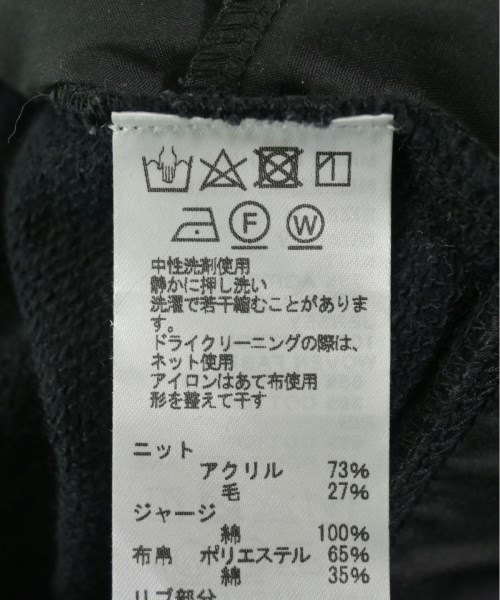 F W
中性洗剤使用
静かに押し洗い
洗濯で若干縮むことがありま
す。
ドライクリーニングの際は、
ネット使用
アイロンはあて布使用
形を整えて干す
ニット
アクリル 73%
毛 27%
ジャージ
綿 100%
布帛 ポリエステル 65%
綿 35%
リブ部分